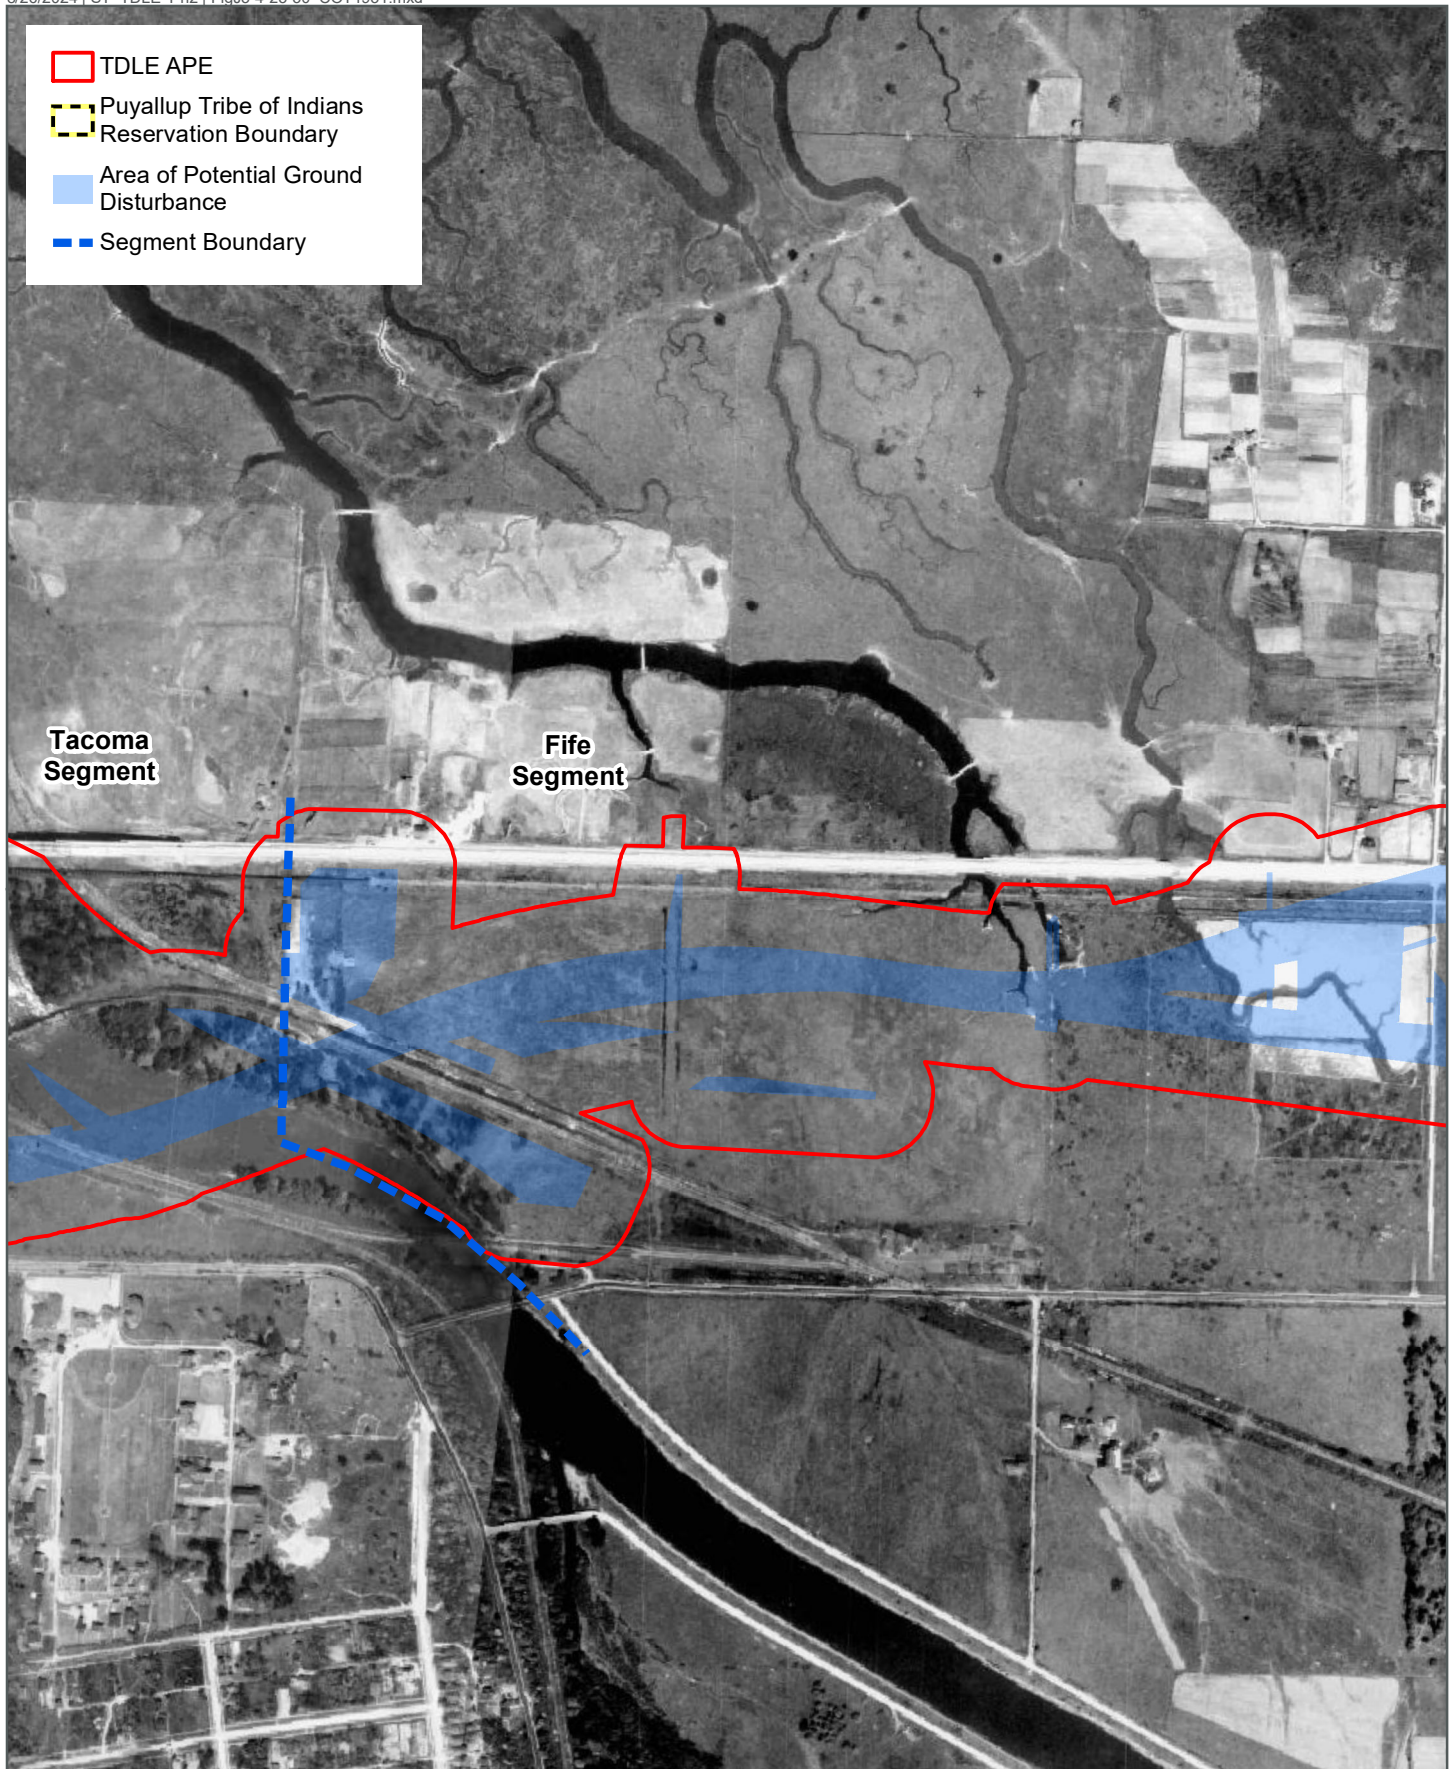 TDLE APE
Puyallup Tribe of Indians
Reservation Boundary
Area of Potential Ground
Disturbance
Segment Boundary
Tacoma
Segment
Fife
Segment